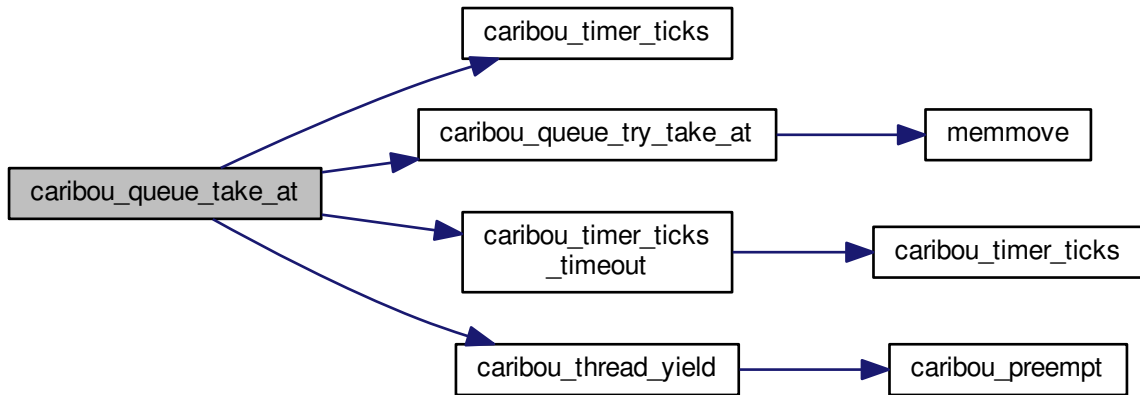 caribou_timer_ticks
caribou_queue_try_take_at
memmove
caribou_queue_take_at
caribou_timer_ticks
_timeout
caribou_timer_ticks
caribou_thread_yield
caribou_preempt